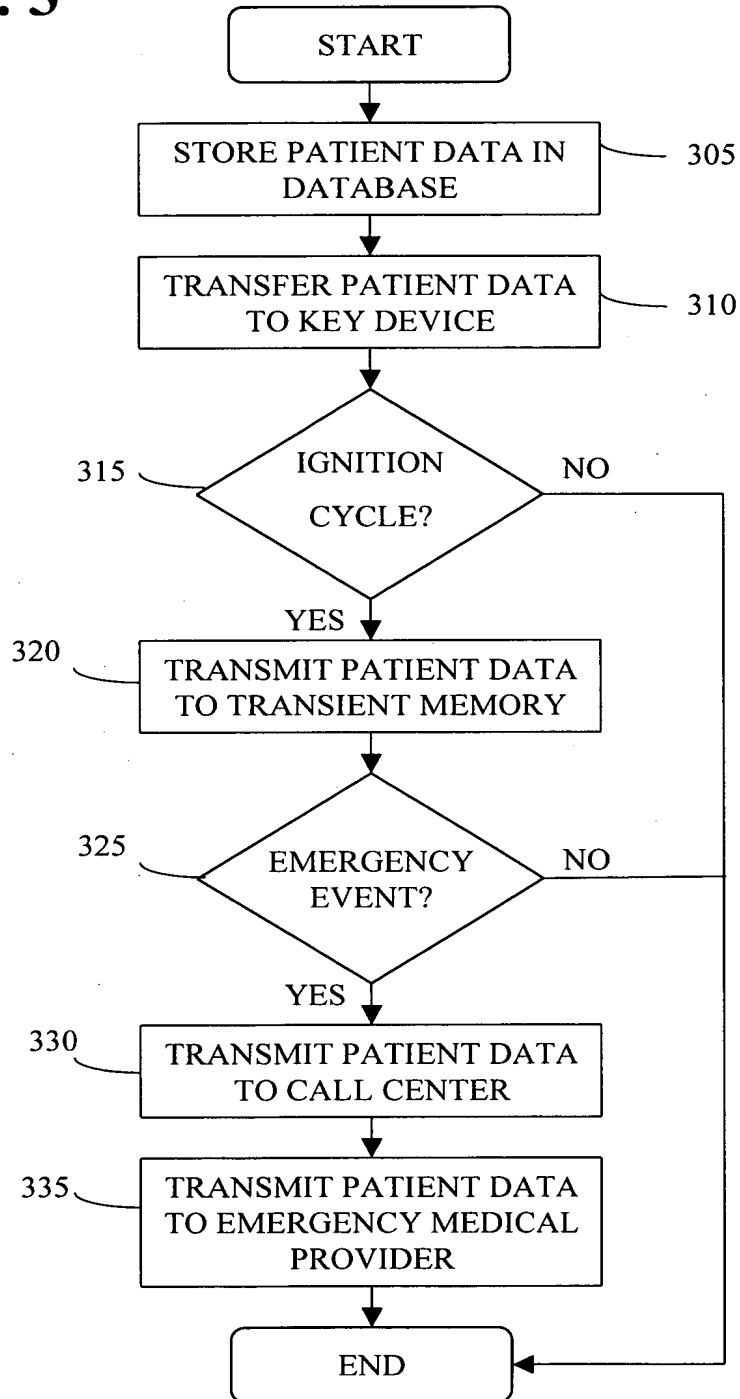 . 3
START
STORE PATIENT DATA IN
DATABASE
305
TRANSFER PATIENT DATA
TO KEY DEVICE
310
315
IGNITION
CYCLE?
NO
YES
320
TRANSMIT PATIENT DATA
TO TRANSIENT MEMORY
325
EMERGENCY
EVENT?
NO
YES
330
TRANSMIT PATIENT DATA
TO CALL CENTER
335
TRANSMIT PATIENT DATA
TO EMERGENCY MEDICAL
PROVIDER
END